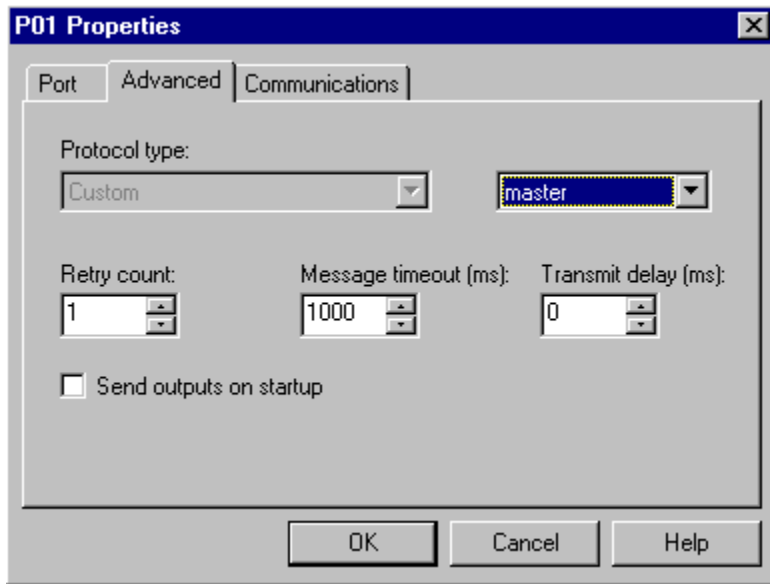 P01 Properties
Port Advanced Communications
Protocol type:
Custom master
Retry count: Message timeout (ms): Transmit delay (ms):
1 1000 0
Send outputs on startup
OK Cancel Help